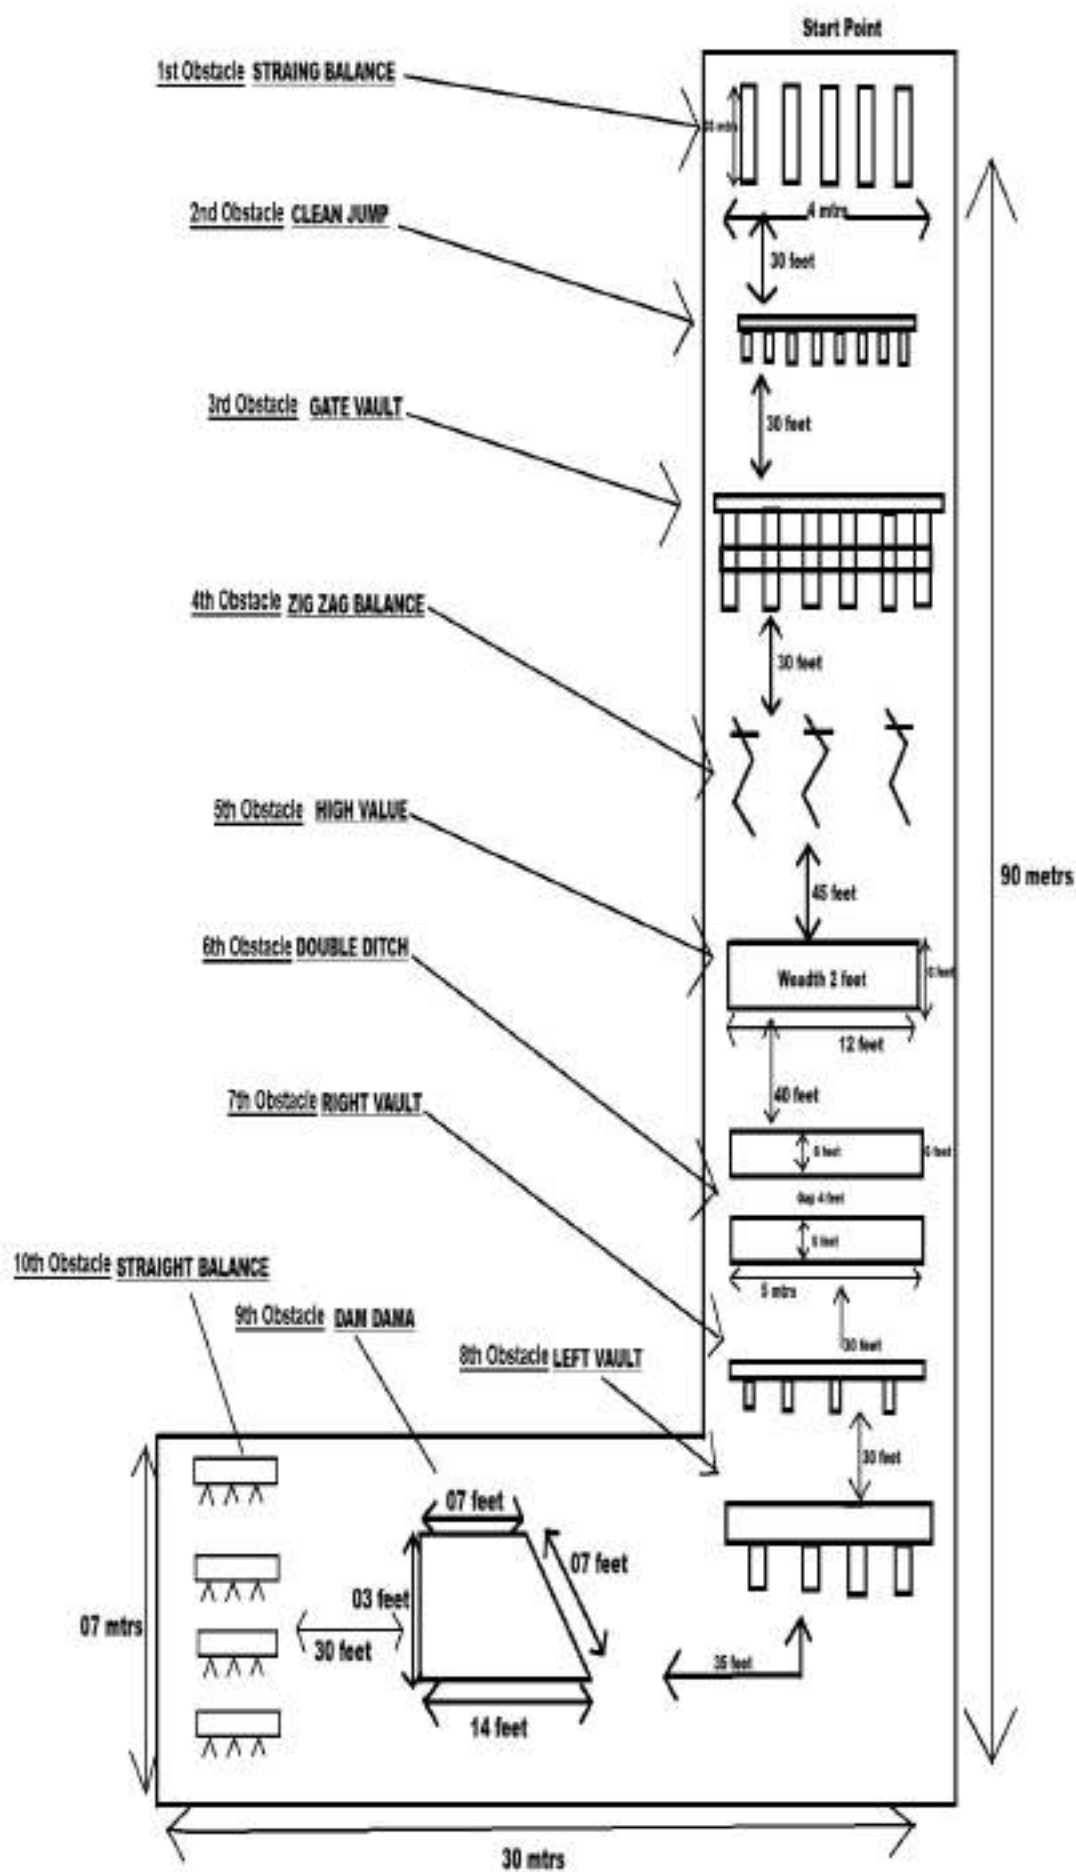 Start Point
1st Obstacle STRAING BALANCE
4 mtrs
2nd Obstacle CLEAN JUMP
30 feet
3rd Obstacle GATE VAULT
30 feet
4th Obstacle ZIG ZAG BALANCE
30 feet
5th Obstacle HIGH VALUE
45 feet
90 metrs
6th Obstacle DOUBLE DITCH
Weadth 2 feet
12 feet
7th Obstacle RIGHT VAULT
40 feet
Gap 4 feet
5 mtrs
10th Obstacle STRAIGHT BALANCE
9th Obstacle DAM DAMA
30 feet
8th Obstacle LEFT VAULT
30 feet
07 feet
07 feet
03 feet
07 mtrs
30 feet
35 feet
14 feet
30 mtrs